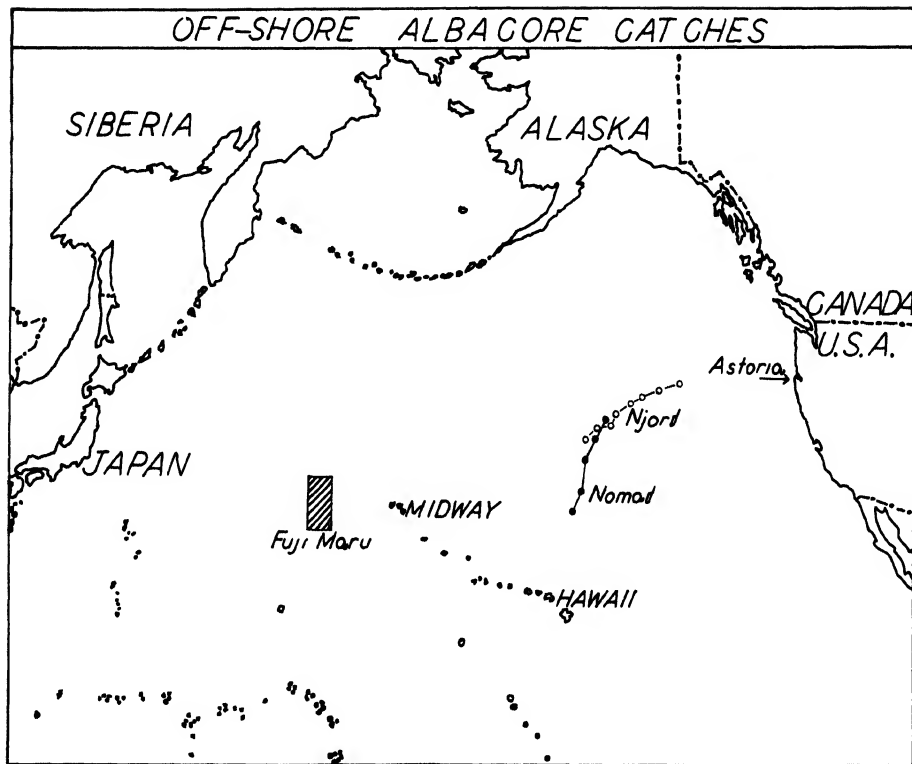 OFF-SHORE ALBACORE CATCHES
SIBERIA
ALASKA
CANADA
U.S.A.
Astoria
Njord
JAPAN
Nomad
MIDWAY
Fuji Maru
HAWAII